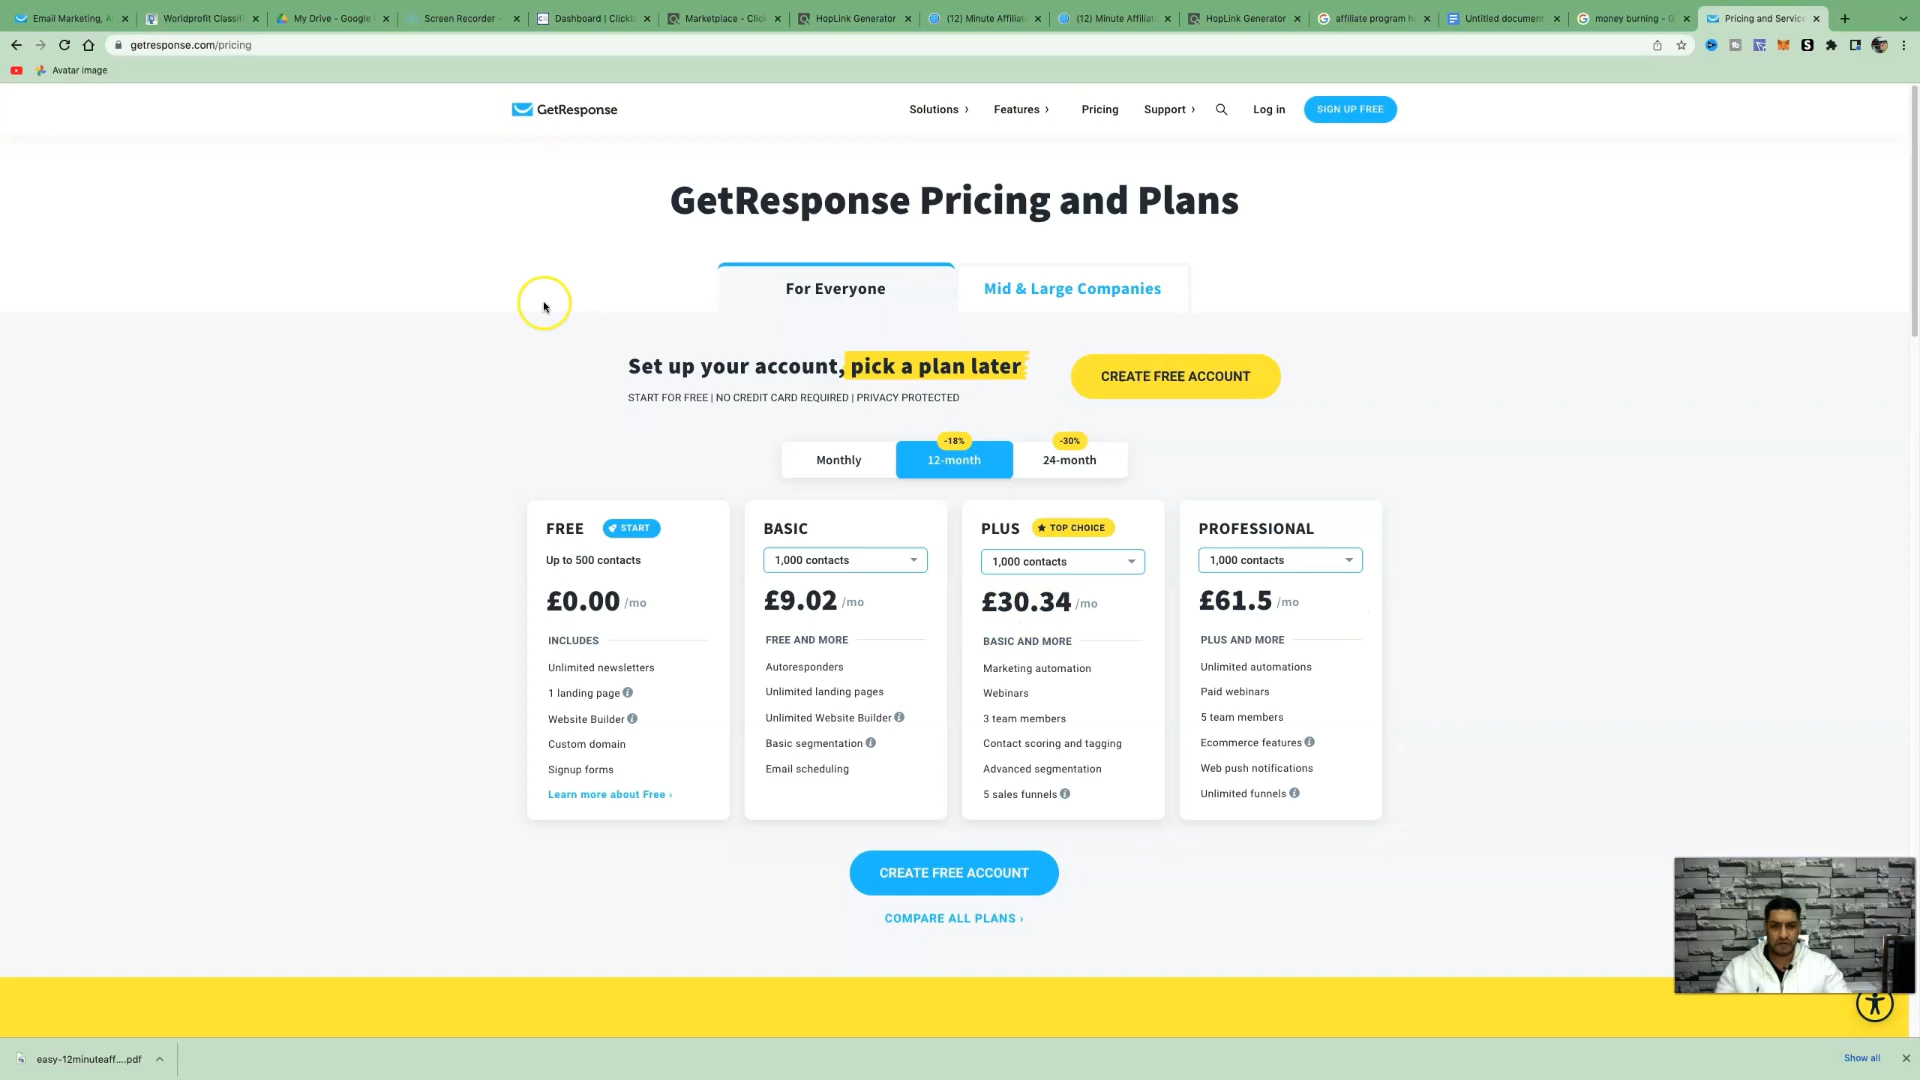 Email Marketing, A
Worldprofit Classif
My Drive - Google
Screen Recorder -
Dashboard | Clickb
Marketplace - Clic
HopLink Generator
(12) Minute Affiliate
(12) Minute Affiliate
HopLink Generator
affiliate program h
Untitled document
money burning - G
Pricing and Service
getresponse.com/pricing
Avatar image
GetResponse
Solutions ›
Features ›
Pricing
Support ›
Log in
SIGN UP FREE
GetResponse Pricing and Plans
For Everyone
Mid & Large Companies
Set up your account, pick a plan later
START FOR FREE | NO CREDIT CARD REQUIRED | PRIVACY PROTECTED
CREATE FREE ACCOUNT
-18%
-30%
Monthly
12-month
24-month
FREE
START
Up to 500 contacts
£0.00 /mo
INCLUDES
Unlimited newsletters
1 landing page
Website Builder
Custom domain
Signup forms
Learn more about Free ›
BASIC
1,000 contacts
£9.02 /mo
FREE AND MORE
Autoresponders
Unlimited landing pages
Unlimited Website Builder
Basic segmentation
Email scheduling
PLUS
★ TOP CHOICE
1,000 contacts
£30.34 /mo
BASIC AND MORE
Marketing automation
Webinars
3 team members
Contact scoring and tagging
Advanced segmentation
5 sales funnels
PROFESSIONAL
1,000 contacts
£61.5 /mo
PLUS AND MORE
Unlimited automations
Paid webinars
5 team members
Ecommerce features
Web push notifications
Unlimited funnels
CREATE FREE ACCOUNT
COMPARE ALL PLANS ›
easy-12minuteaff....pdf
Show all